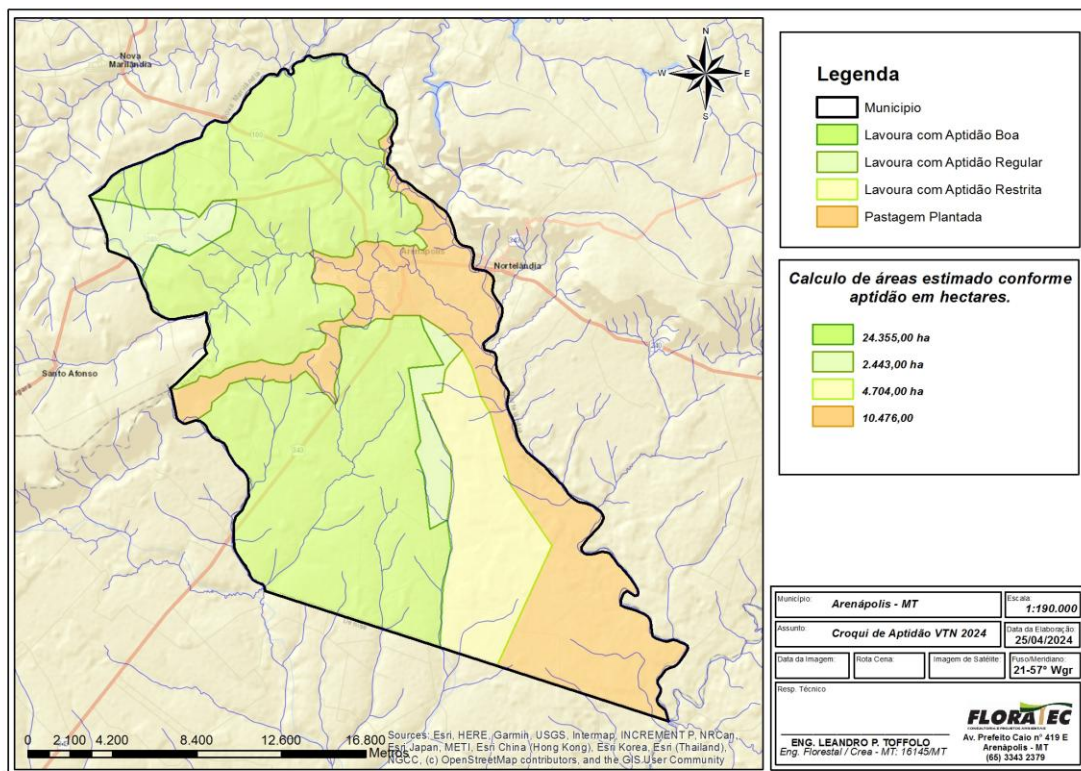 Nova
Marilândia
N
W
E
S
Arenápolis
Nortelândia
Santo Afonso
160
343
0 2.100 4.200 8.400 12.600 16.800
Metros
Sources: Esri, HERE, Garmin, USGS, Intermap, INCREMENT P, NRCan,
Esri Japan, METI, Esri China (Hong Kong), Esri Korea, Esri (Thailand),
NGCC, (c) OpenStreetMap contributors, and the GIS User Community
Legenda
Municipio
Lavoura com Aptidão Boa
Lavoura com Aptidão Regular
Lavoura com Aptidão Restrita
Pastagem Plantada
Calculo de áreas estimado conforme
aptidão em hectares.
24.355,00 ha
2.443,00 ha
4.704,00 ha
10.476,00
Município: Arenápolis - MT
Escala: 1:190.000
Assunto: Croqui de Aptidão VTN 2024
Data da Elaboração: 25/04/2024
Data da Imagem: Rota Cena: Imagem de Satélite: Fuso/Meridiano:
21-57° Wgr
Resp. Técnico
FLORATEC
ENG. LEANDRO P. TOFFOLO
Eng. Florestal / Crea - MT: 16145/MT
Av. Prefeito Caio n° 419 E
Arenápolis - MT
(65) 3343 2379